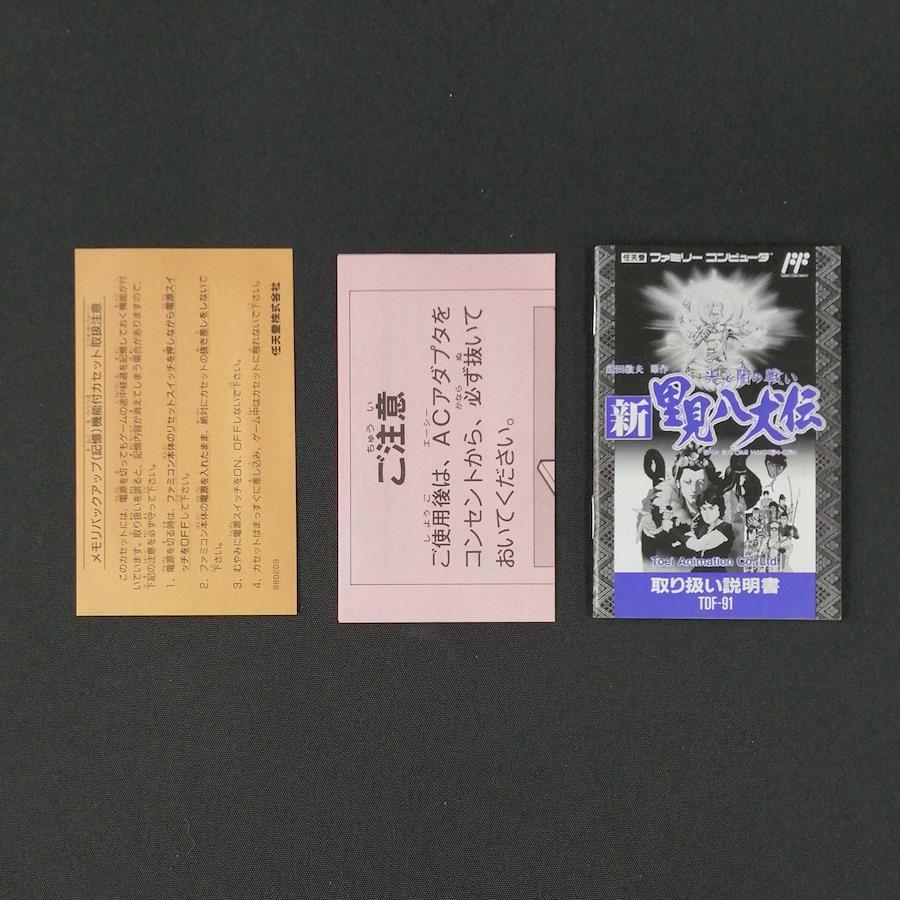 メモリバックアップ(記憶)機能付カセット取扱注意
このカセットには、電源を切ってもゲームの途中経過を記憶しておく機能が付
いています。取り扱いを誤ると、記憶内容が消えてしまう場合がありますので、
下記の注意を必ず守って下さい。
1. 電源を切る時は、ファミコン本体のリセットスイッチを押しながら電源スイ
ッチをOFFして下さい。
2. ファミコン本体の電源を入れたまま、絶対にカセットの抜き差しをしないで
下さい。
3. むやみに電源スイッチをON、OFFしないで下さい。
4. カセットはまっすぐに差し込み、ゲーム中はカセットに触れないで下さい。
880209
任天堂株式会社
ご注意
ご使用後は、ACアダプタを
コンセントから、必ず抜いて
おいてください。
任天堂 ファミリーコンピュータ
鎌田敏夫 原作
光と闇の戦い
新 里見八犬伝
Toei Animation Co., Ltd.
取り扱い説明書
TDF-91